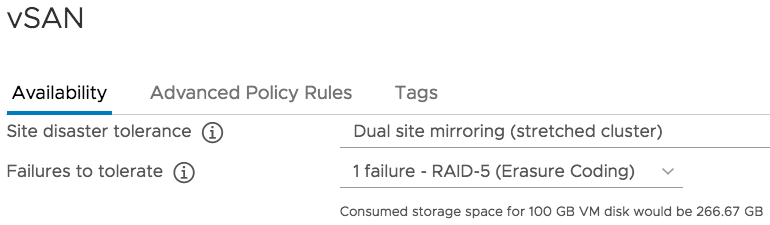 vSAN
Availability Advanced Policy Rules Tags
Site disaster tolerance Dual site mirroring (stretched cluster)
Failures to tolerate 1 failure - RAID-5 (Erasure Coding)
Consumed storage space for 100 GB VM disk would be 266.67 GB